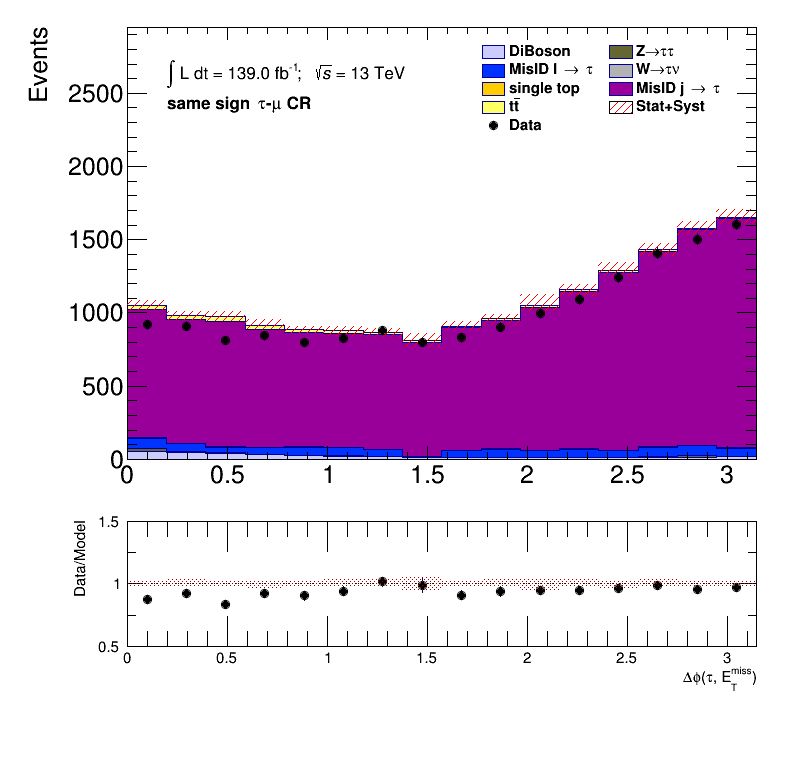 Events
2500
2000
1500
1000
500
0
∫ L dt = 139.0 fb⁻¹; √s = 13 TeV
same sign τ-μ CR
DiBoson
MisID l → τ
single top
tt̄
Data
Z→ττ
W→τν
MisID j → τ
Stat+Syst
0 0.5 1 1.5 2 2.5 3
Data/Model
1.5
1
0.5
0 0.5 1 1.5 2 2.5 3
Δϕ(τ, E_T^miss)